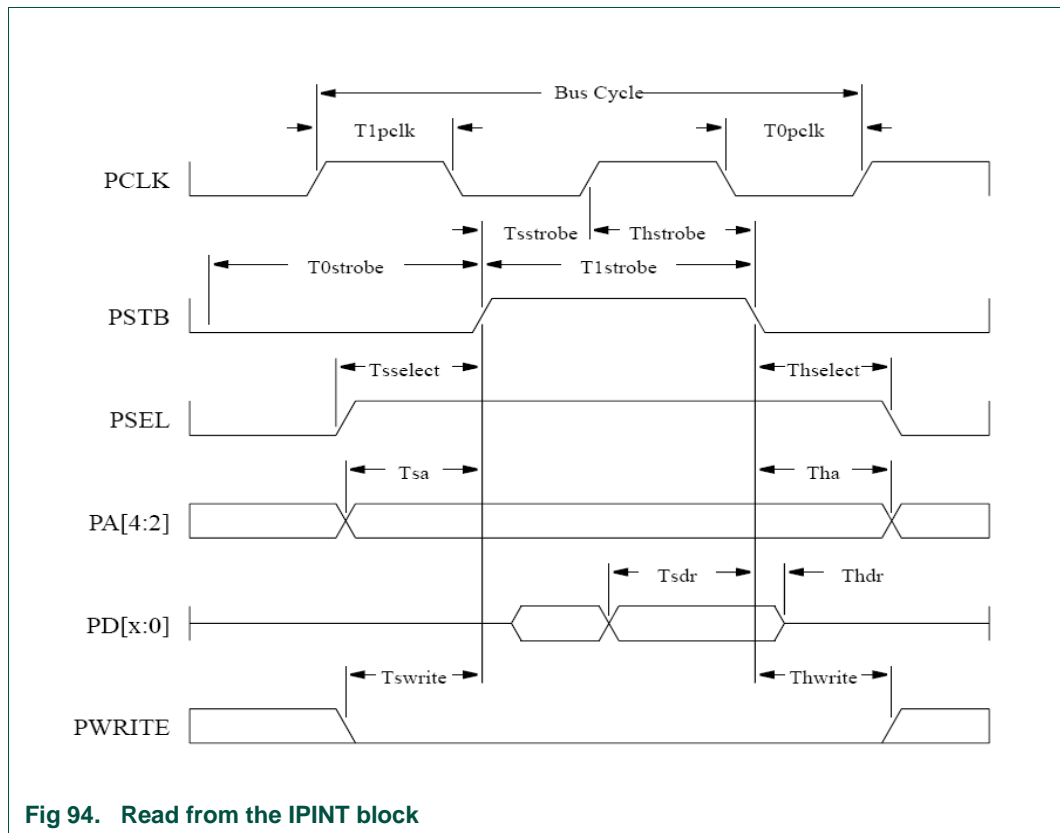 Bus Cycle
T1pclk T0pclk
PCLK
Tsstrobe Thstrobe
T0strobe T1strobe
PSTB
Tsselect Thselect
PSEL
Tsa Tha
PA[4:2]
Tsdr Thdr
PD[x:0]
Tswrite Thwrite
PWRITE
Fig 94. Read from the IPINT block